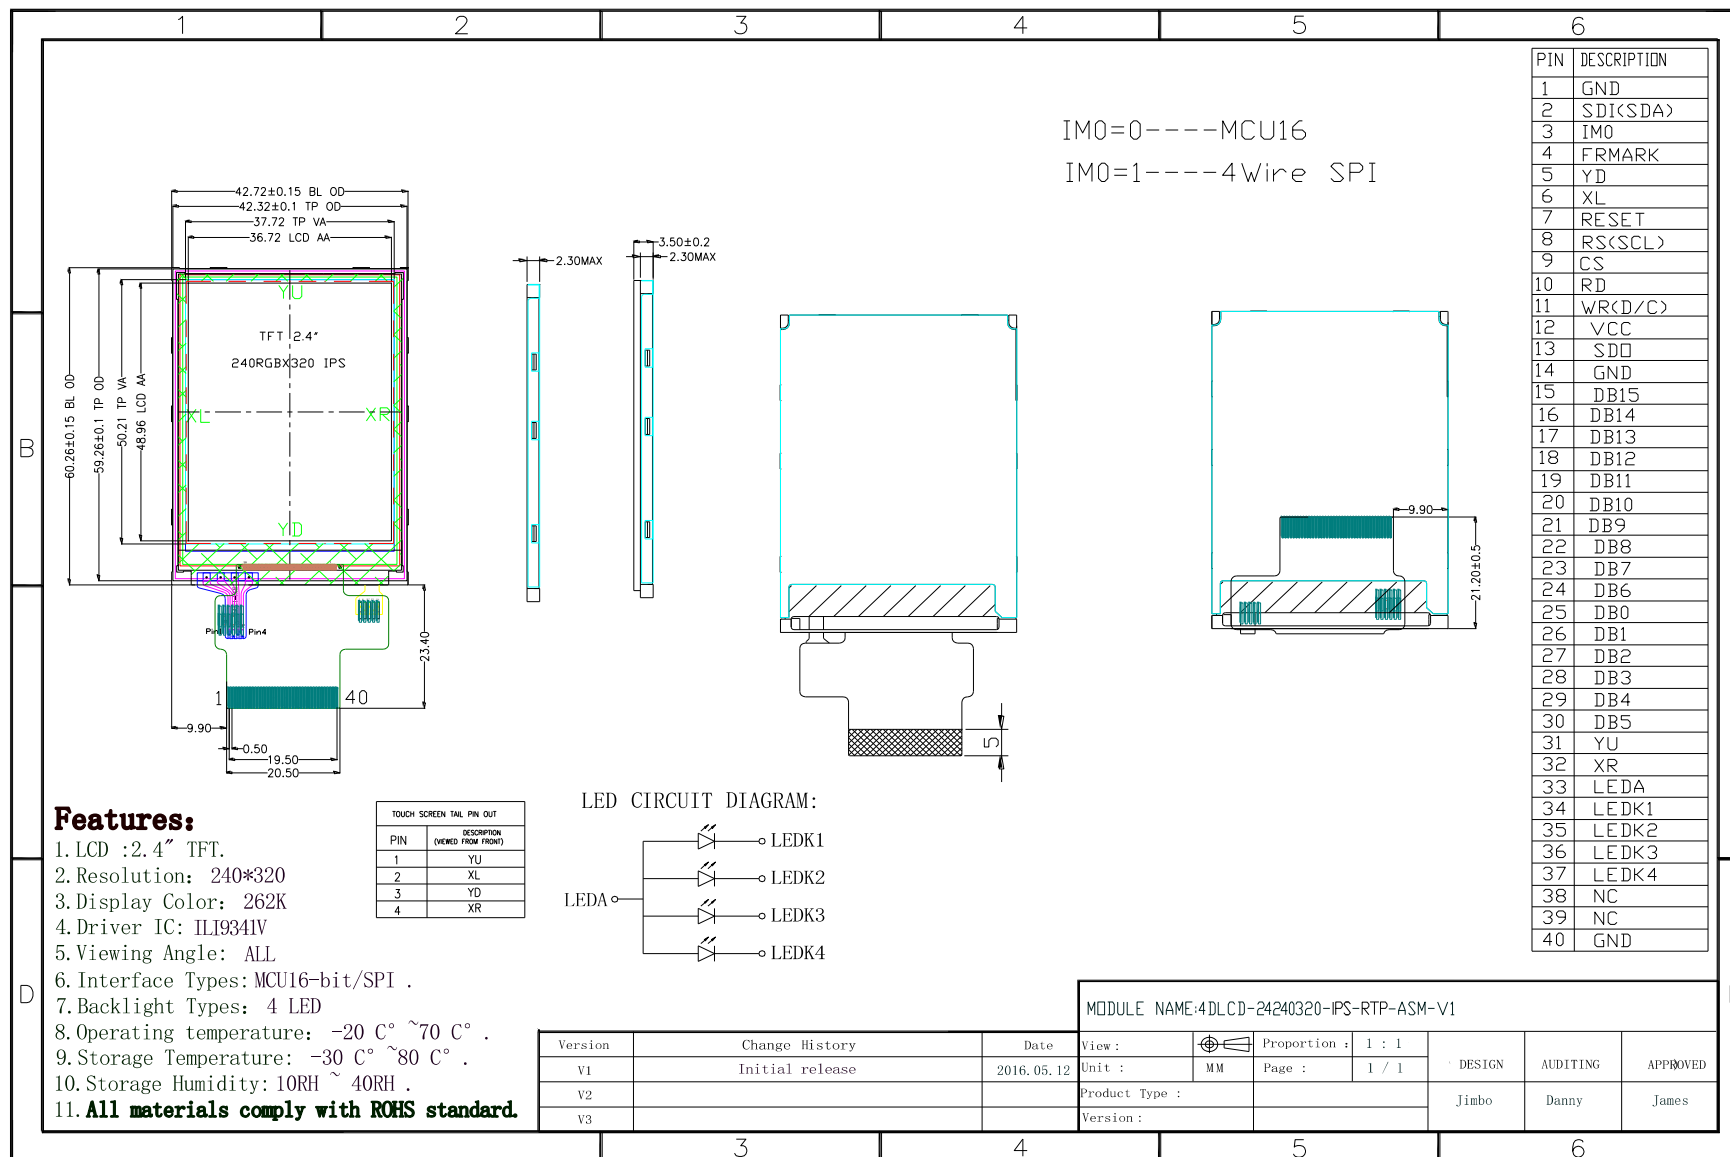 1 2 3 4 5 6
PIN DESCRIPTION
1 GND
2 SDI(SDA)
3 IM0
4 FRMARK
5 YD
6 XL
7 RESET
8 RS(SCL)
9 CS
10 RD
11 WR(D/C)
12 VCC
13 SDO
14 GND
15 DB15
16 DB14
17 DB13
18 DB12
19 DB11
20 DB10
21 DB9
22 DB8
23 DB7
24 DB6
25 DB0
26 DB1
27 DB2
28 DB3
29 DB4
30 DB5
31 YU
32 XR
33 LEDA
34 LEDK1
35 LEDK2
36 LEDK3
37 LEDK4
38 NC
39 NC
40 GND
IM0=0----MCU16
IM0=1----4Wire SPI
42.72±0.15 BL OD
42.32±0.1 TP OD
37.72 TP VA
36.72 LCD AA
60.26±0.15 BL OD
59.26±0.1 TP OD
50.21 TP VA
48.96 LCD AA
YU
TFT 2.4"
240RGBX320 IPS
XL XR
YD
Pin1 Pin4
23.40
1 40
9.90
0.50
19.50
20.50
2.30MAX
3.50±0.2
2.30MAX
5
9.90
21.20±0.5
B
D
Features:
1.LCD :2.4" TFT.
2.Resolution: 240*320
3.Display Color: 262K
4.Driver IC: ILI9341V
5.Viewing Angle: ALL
6.Interface Types:MCU16-bit/SPI .
7.Backlight Types: 4 LED
8.Operating temperature: -20 C° ~70 C° .
9.Storage Temperature: -30 C° ~80 C° .
10.Storage Humidity:10RH ~ 40RH .
11.All materials comply with ROHS standard.
TOUCH SCREEN TAIL PIN OUT
PIN DESCRIPTION
(VIEWED FROM FRONT)
1 YU
2 XL
3 YD
4 XR
LED CIRCUIT DIAGRAM:
LEDA
LEDK1
LEDK2
LEDK3
LEDK4
Version Change History Date
V1 Initial release 2016.05.12
V2
V3
MODULE NAME:4DLCD-24240320-IPS-RTP-ASM-V1
View : Proportion : 1 : 1
Unit : MM Page : 1 / 1
Product Type :
Version :
DESIGN AUDITING APPROVED
Jimbo Danny James
3 4 5 6